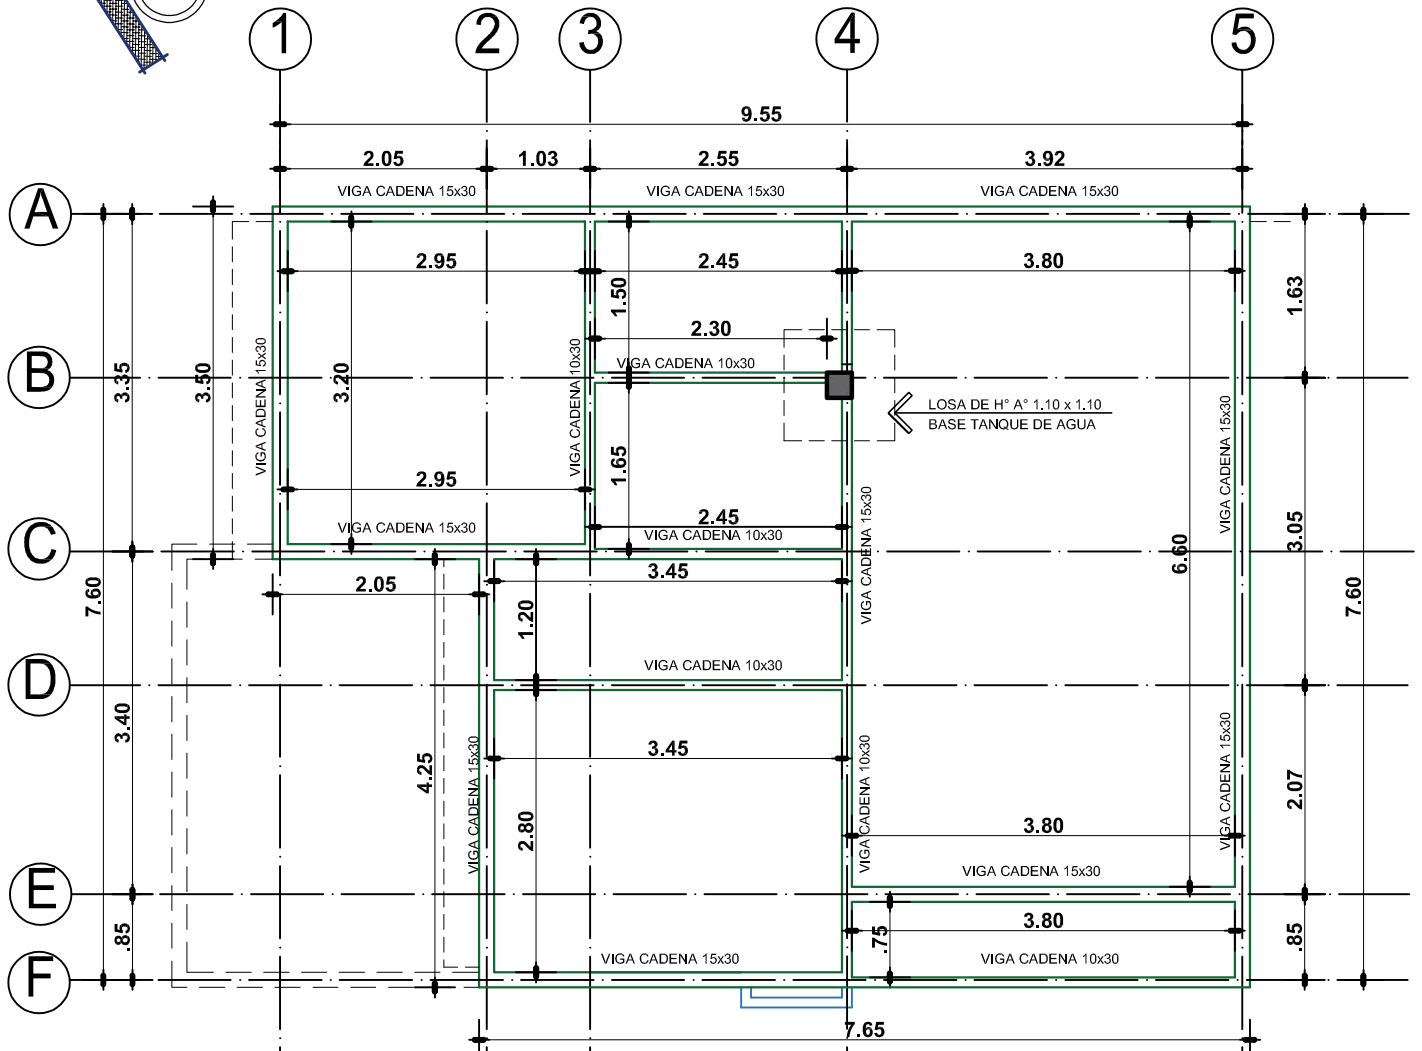 1 2 3 4 5
9.55
2.05 1.03 2.55 3.92
VIGA CADENA 15x30 VIGA CADENA 15x30 VIGA CADENA 15x30
A
2.95 2.45 3.80
1.50
1.63
2.30
VIGA CADENA 10x30
B
3.35
3.50
VIGA CADENA 15x30
3.20
VIGA CADENA 10x30
LOSA DE H° A° 1.10 x 1.10
BASE TANQUE DE AGUA
VIGA CADENA 15x30
1.65
2.95
2.45
VIGA CADENA 15x30
VIGA CADENA 10x30
VIGA CADENA 15x30
3.05
C
6.60
3.45
2.05
7.60
1.20
7.60
VIGA CADENA 10x30
D
3.40
3.45
4.25
VIGA CADENA 15x30
2.80
VIGA CADENA 10x30
VIGA CADENA 15x30
2.07
3.80
VIGA CADENA 15x30
E
3.80
.85
.75
.85
VIGA CADENA 15x30
VIGA CADENA 10x30
F
7.65